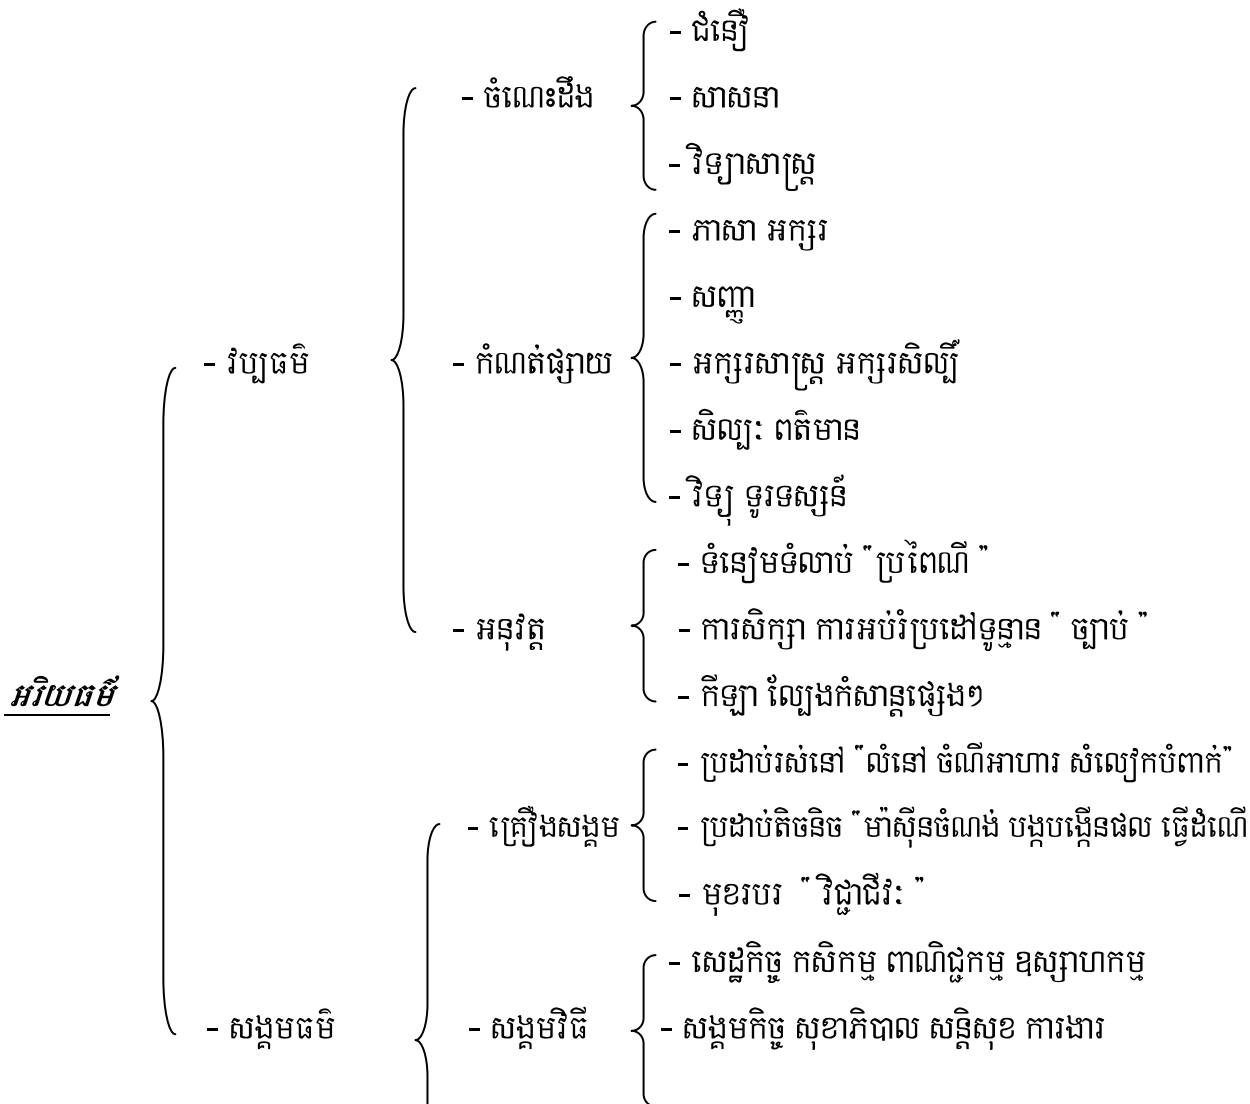 - ជំនឿ
- ចំណេះដឹង
- សាសនា
- វិទ្យាសាស្ត្រ
- ភាសា អក្សរ
- សញ្ញា
- វប្បធម៌
- កំណត់ផ្សាយ
- អក្សរសាស្ត្រ អក្សរសិល្ប៍
- សិល្បៈ ពត៌មាន
- វិទ្យុ ទូរទស្សន៍
- ទំនៀមទំលាប់ “ប្រពៃណី ”
- អនុវត្ត
- ការសិក្សា ការអប់រំប្រដៅទូន្មាន “ ច្បាប់ ”
អរិយធម៌
- កីឡា ល្បែងកំសាន្តផ្សេងៗ
- ប្រដាប់រស់នៅ “លំនៅ ចំណីអាហារ សំលៀកបំពាក់”
- គ្រឿងសង្គម
- ប្រដាប់តិចនិច “ម៉ាស៊ីនចំណង់ បង្កបង្កើនផល ធ្វើដំណើ
- មុខរបរ “ វិជ្ជាជីវៈ ”
- សេដ្ឋកិច្ច កសិកម្ម ពាណិជ្ជកម្ម ឧស្សាហកម្ម
- សង្គមធម៌
- សង្គមវិធី
- សង្គមកិច្ច សុខាភិបាល សន្តិសុខ ការងារ